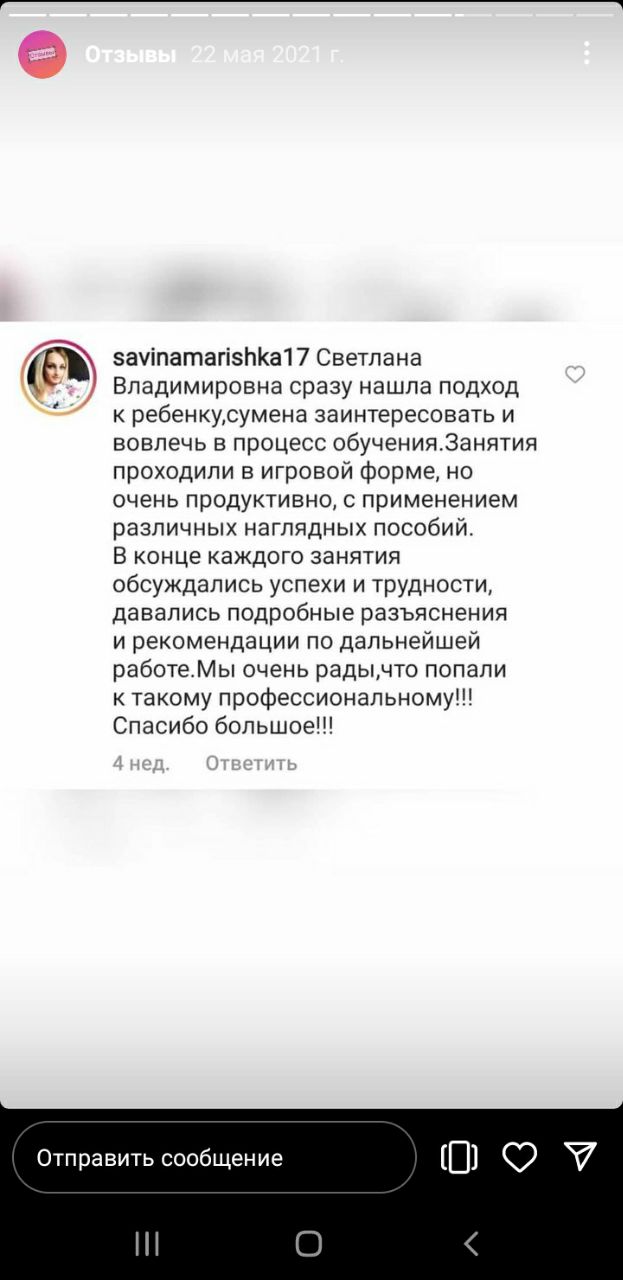 Отзывы 22 мая 2021 г.
savinamarishka17 Светлана
Владимировна сразу нашла подход
к ребенку,сумена заинтересовать и
вовлечь в процесс обучения.Занятия
проходили в игровой форме, но
очень продуктивно, с применением
различных наглядных пособий.
В конце каждого занятия
обсуждались успехи и трудности,
давались подробные разъяснения
и рекомендации по дальнейшей
работе.Мы очень рады,что попали
к такому профессиональному!!!
Спасибо большое!!!
4 нед. Ответить
Отправить сообщение